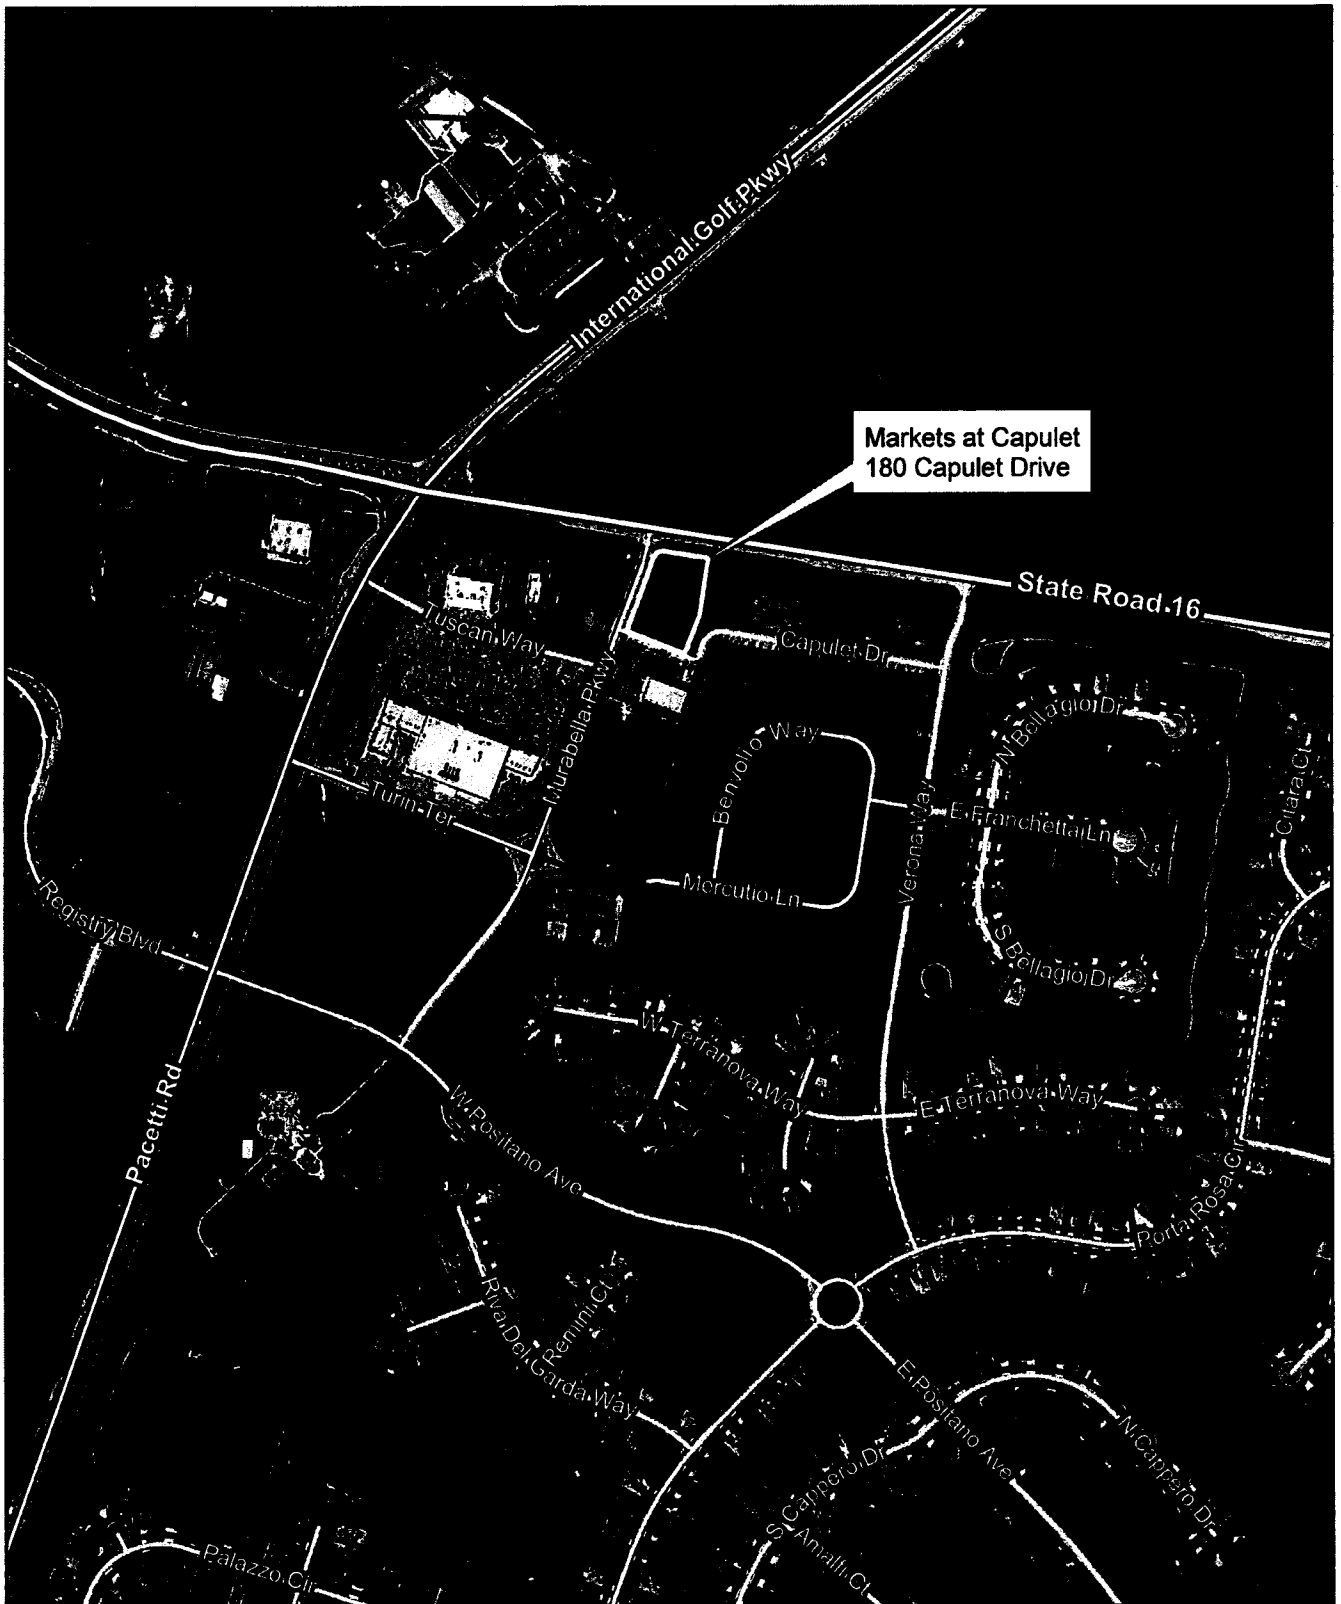 International Golf Pkwy
Markets at Capulet
180 Capulet Drive
State Road 16
Tuscan Way
Capulet Dr
Murabella Pkwy
N Bellagio Dr
Benvolio Way
Turin Ter
Verona Way
E Franchetta Ln
Citara Ct
Mercutio Ln
Registry Blvd
S Bellagio Dr
W Terranova Way
E Terranova Way
Pacetti Rd
W Positano Ave
Porta Rosa Cir
Riva Del Garda Way
Remini Ct
E Positano Ave
N Cappero Dr
S Cappero Dr
Amalfi Ct
Palazzo Cir